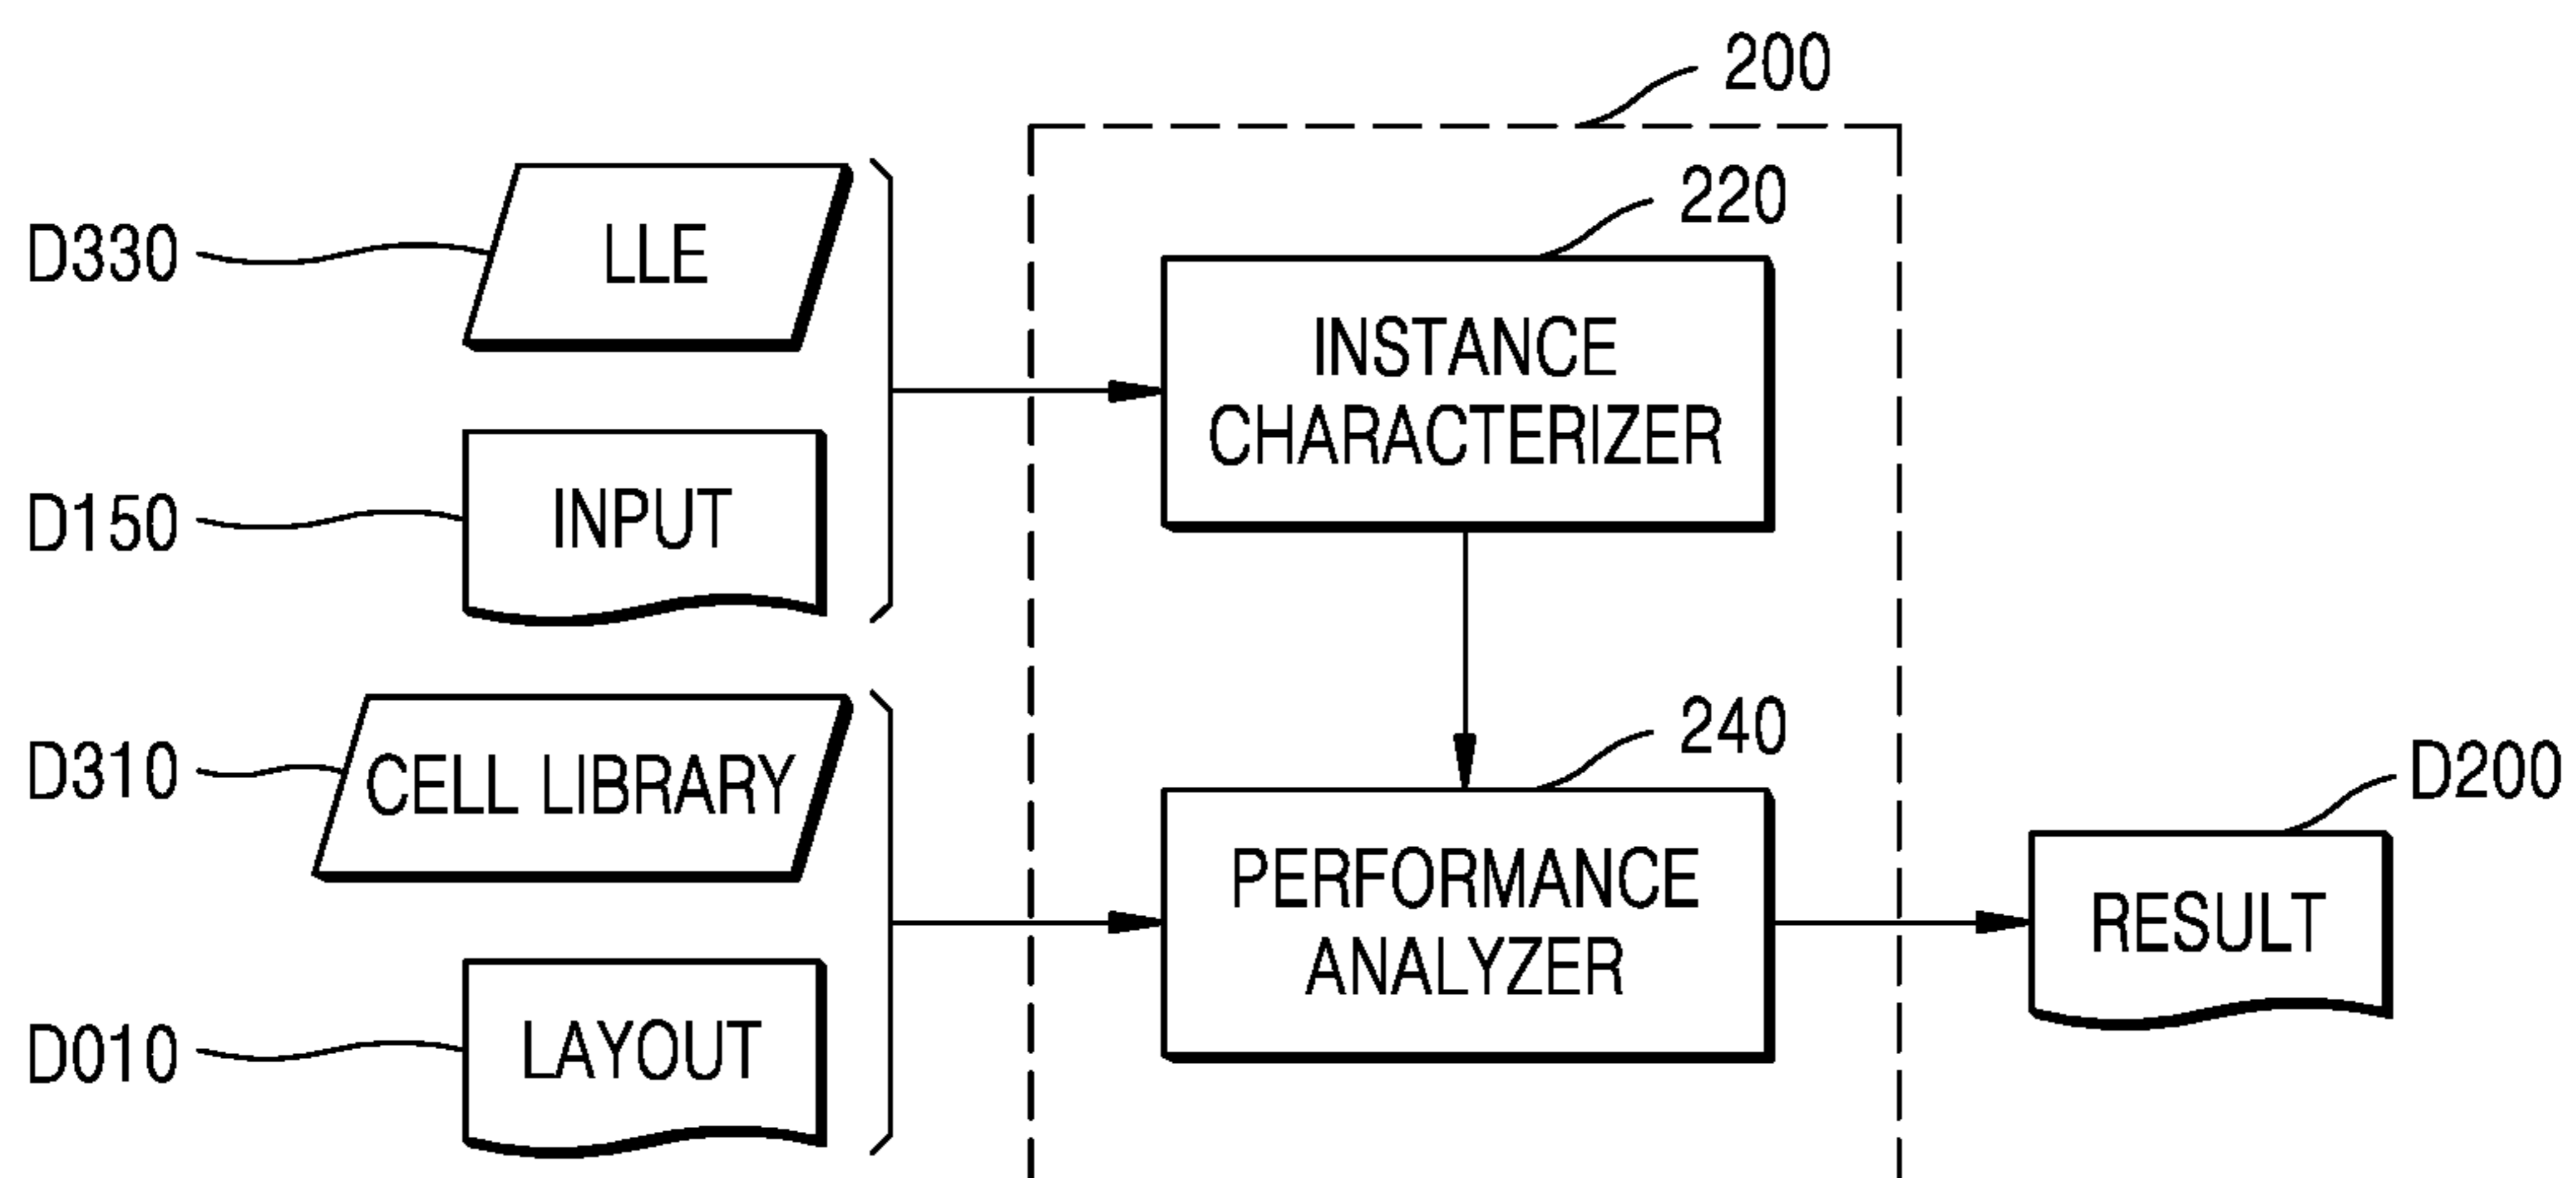 200
220
D330
LLE
INSTANCE
CHARACTERIZER
D150
INPUT
240
D310
CELL LIBRARY
D200
PERFORMANCE
ANALYZER
RESULT
D010
LAYOUT